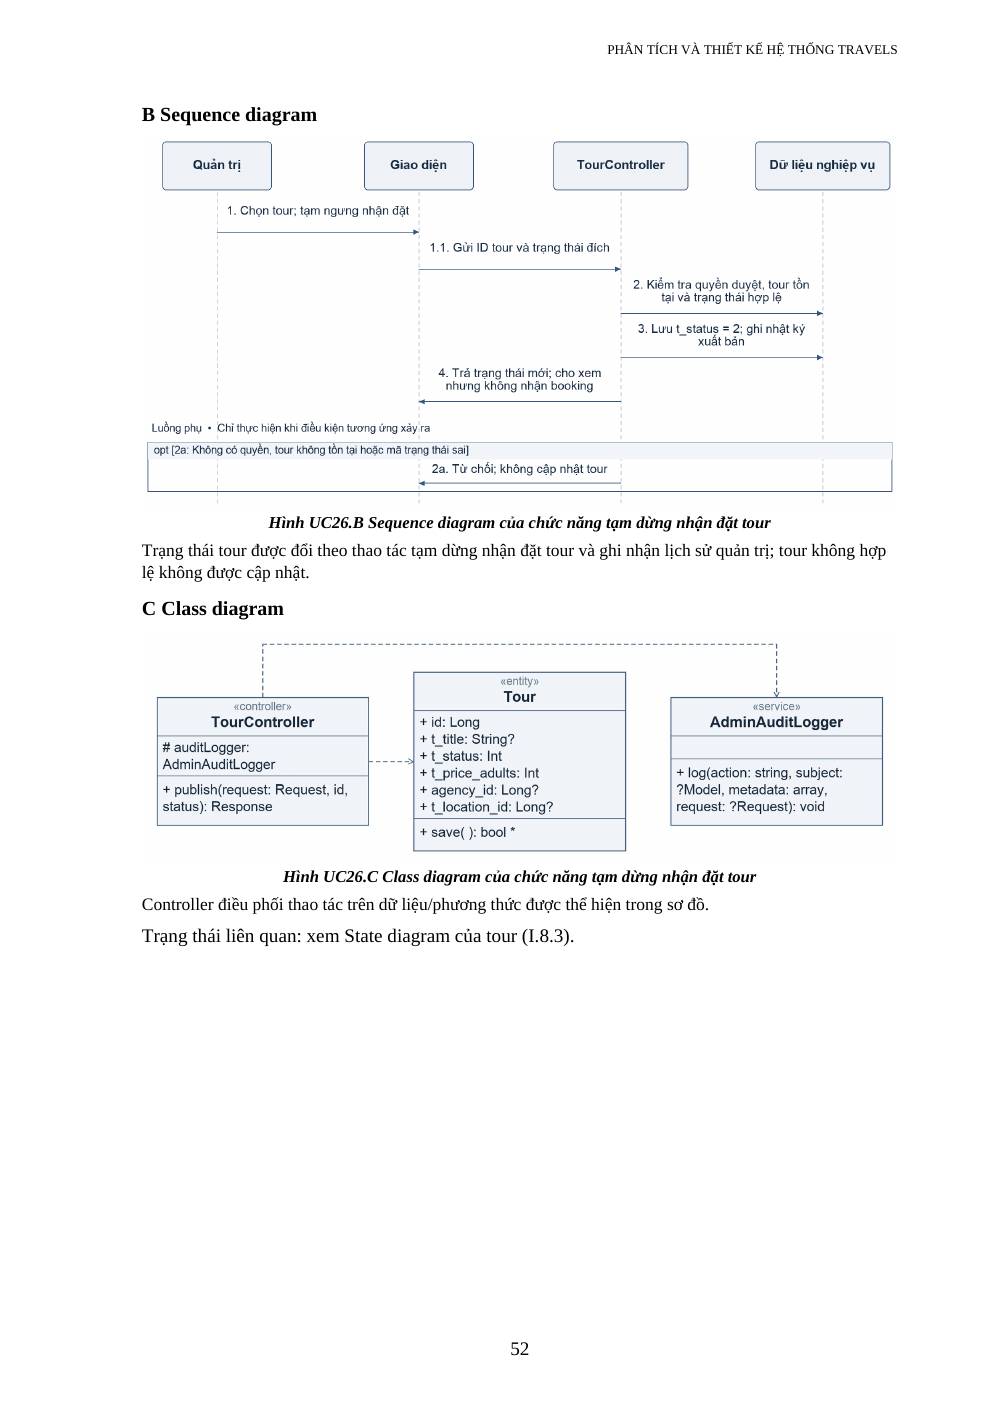 PHÂN TÍCH VÀ THIẾT KẾ HỆ THỐNG TRAVELS
B Sequence diagram
Quản trị
Giao diện
TourController
Dữ liệu nghiệp vụ
1. Chọn tour; tạm ngưng nhận đặt
1.1. Gửi ID tour và trạng thái đích
2. Kiểm tra quyền duyệt, tour tồn
tại và trạng thái hợp lệ
3. Lưu t_status = 2; ghi nhật ký
xuất bản
4. Trả trạng thái mới; cho xem
nhưng không nhận booking
Luồng phụ • Chỉ thực hiện khi điều kiện tương ứng xảy ra
opt [2a: Không có quyền, tour không tồn tại hoặc mã trạng thái sai]
2a. Từ chối; không cập nhật tour
Hình UC26.B Sequence diagram của chức năng tạm dừng nhận đặt tour
Trạng thái tour được đổi theo thao tác tạm dừng nhận đặt tour và ghi nhận lịch sử quản trị; tour không hợp
lệ không được cập nhật.
C Class diagram
«controller»
TourController
# auditLogger:
AdminAuditLogger
+ publish(request: Request, id,
status): Response
«entity»
Tour
+ id: Long
+ t_title: String?
+ t_status: Int
+ t_price_adults: Int
+ agency_id: Long?
+ t_location_id: Long?
+ save( ): bool *
«service»
AdminAuditLogger
+ log(action: string, subject:
?Model, metadata: array,
request: ?Request): void
Hình UC26.C Class diagram của chức năng tạm dừng nhận đặt tour
Controller điều phối thao tác trên dữ liệu/phương thức được thể hiện trong sơ đồ.
Trạng thái liên quan: xem State diagram của tour (I.8.3).
52